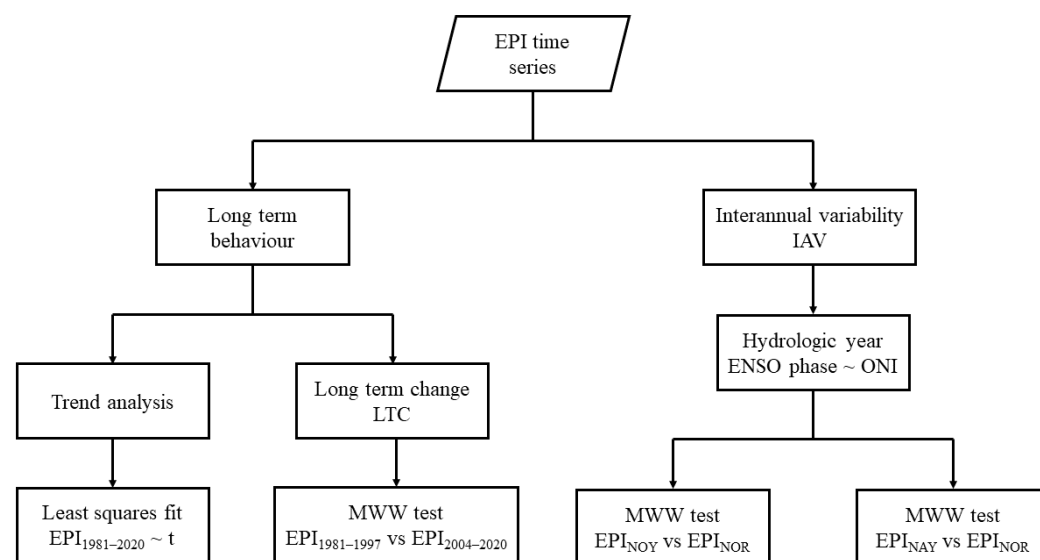 EPI time
series
Long term
behaviour
Interannual variability
IAV
Hydrologic year
ENSO phase ~ ONI
Trend analysis
Long term change
LTC
Least squares fit
EPI1981–2020 ~ t
MWW test
EPI1981–1997 vs EPI2004–2020
MWW test
EPINOY vs EPINOR
MWW test
EPINAY vs EPINOR